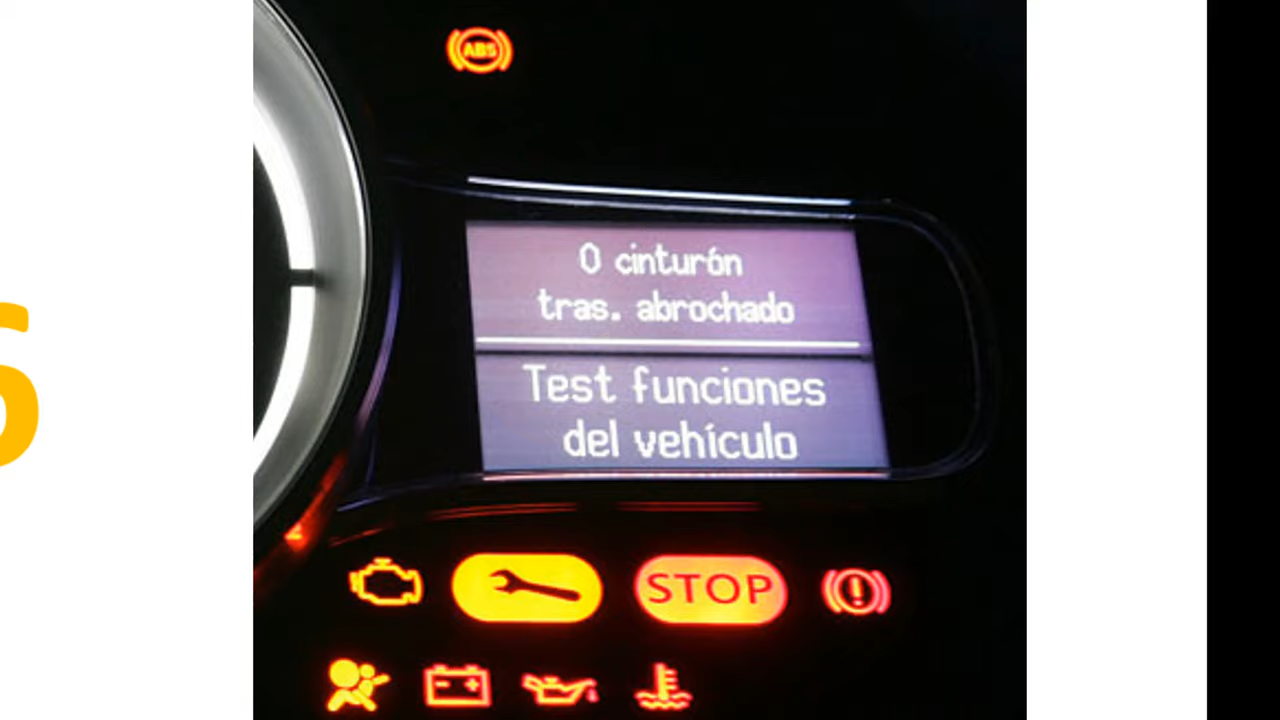 ABS
0 cinturón
tras. abrochado
Test funciones
del vehículo
STOP